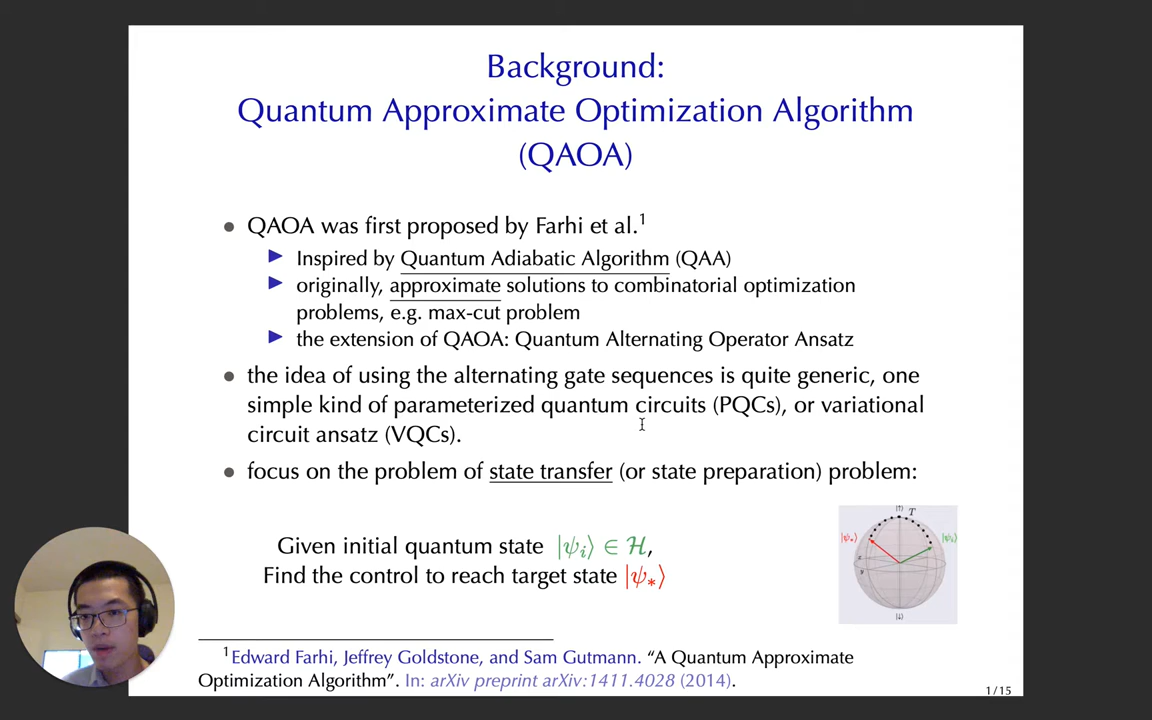 Background:
Quantum Approximate Optimization Algorithm
(QAOA)
• QAOA was first proposed by Farhi et al.¹
▶ Inspired by Quantum Adiabatic Algorithm (QAA)
▶ originally, approximate solutions to combinatorial optimization
problems, e.g. max-cut problem
▶ the extension of QAOA: Quantum Alternating Operator Ansatz
• the idea of using the alternating gate sequences is quite generic, one
simple kind of parameterized quantum circuits (PQCs), or variational
circuit ansatz (VQCs).
• focus on the problem of state transfer (or state preparation) problem:
Given initial quantum state |ψᵢ⟩ ∈ ℋ,
Find the control to reach target state |ψ*⟩
|↑⟩
T
|ψ*⟩
|ψᵢ⟩
x
y
|↓⟩
¹Edward Farhi, Jeffrey Goldstone, and Sam Gutmann. “A Quantum Approximate
Optimization Algorithm”. In: arXiv preprint arXiv:1411.4028 (2014).
1 / 15